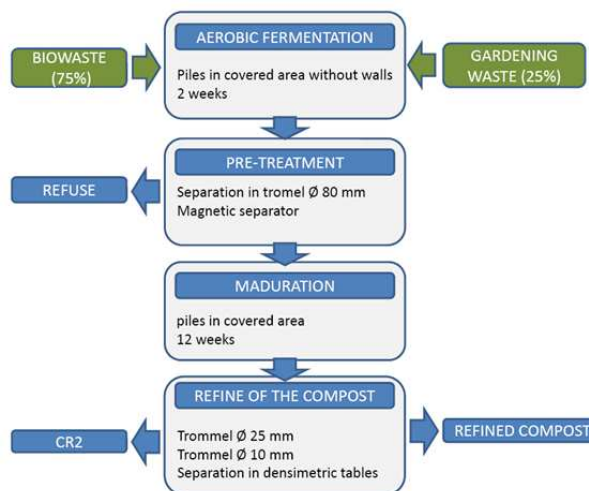 AEROBIC FERMENTATION
BIOWASTE
(75%)
Piles in covered area without walls
2 weeks
GARDENING
WASTE (25%)
PRE-TREATMENT
REFUSE
Separation in tromel Ø 80 mm
Magnetic separator
MADURATION
piles in covered area
12 weeks
REFINE OF THE COMPOST
CR2
Trommel Ø 25 mm
Trommel Ø 10 mm
Separation in densimetric tables
REFINED COMPOST